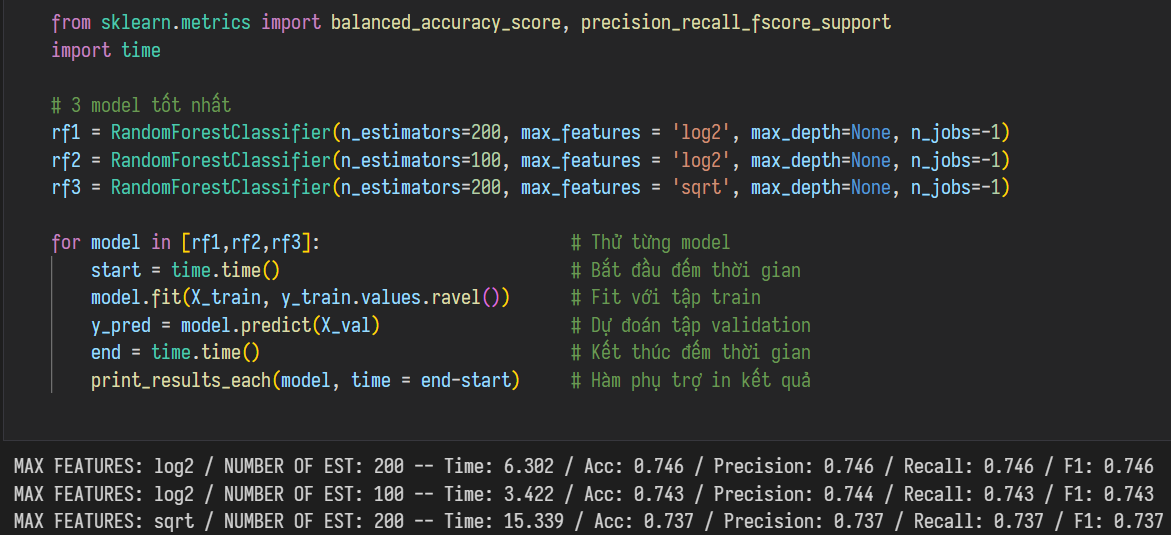 from sklearn.metrics import balanced_accuracy_score, precision_recall_fscore_support
import time
# 3 model tốt nhất
rf1 = RandomForestClassifier(n_estimators=200, max_features = 'log2', max_depth=None, n_jobs=-1)
rf2 = RandomForestClassifier(n_estimators=100, max_features = 'log2', max_depth=None, n_jobs=-1)
rf3 = RandomForestClassifier(n_estimators=200, max_features = 'sqrt', max_depth=None, n_jobs=-1)
for model in [rf1,rf2,rf3]: # Thử từng model
start = time.time() # Bắt đầu đếm thời gian
model.fit(X_train, y_train.values.ravel()) # Fit với tập train
y_pred = model.predict(X_val) # Dự đoán tập validation
end = time.time() # Kết thúc đếm thời gian
print_results_each(model, time = end-start) # Hàm phụ trợ in kết quả
MAX FEATURES: log2 / NUMBER OF EST: 200 -- Time: 6.302 / Acc: 0.746 / Precision: 0.746 / Recall: 0.746 / F1: 0.746
MAX FEATURES: log2 / NUMBER OF EST: 100 -- Time: 3.422 / Acc: 0.743 / Precision: 0.744 / Recall: 0.743 / F1: 0.743
MAX FEATURES: sqrt / NUMBER OF EST: 200 -- Time: 15.339 / Acc: 0.737 / Precision: 0.737 / Recall: 0.737 / F1: 0.737